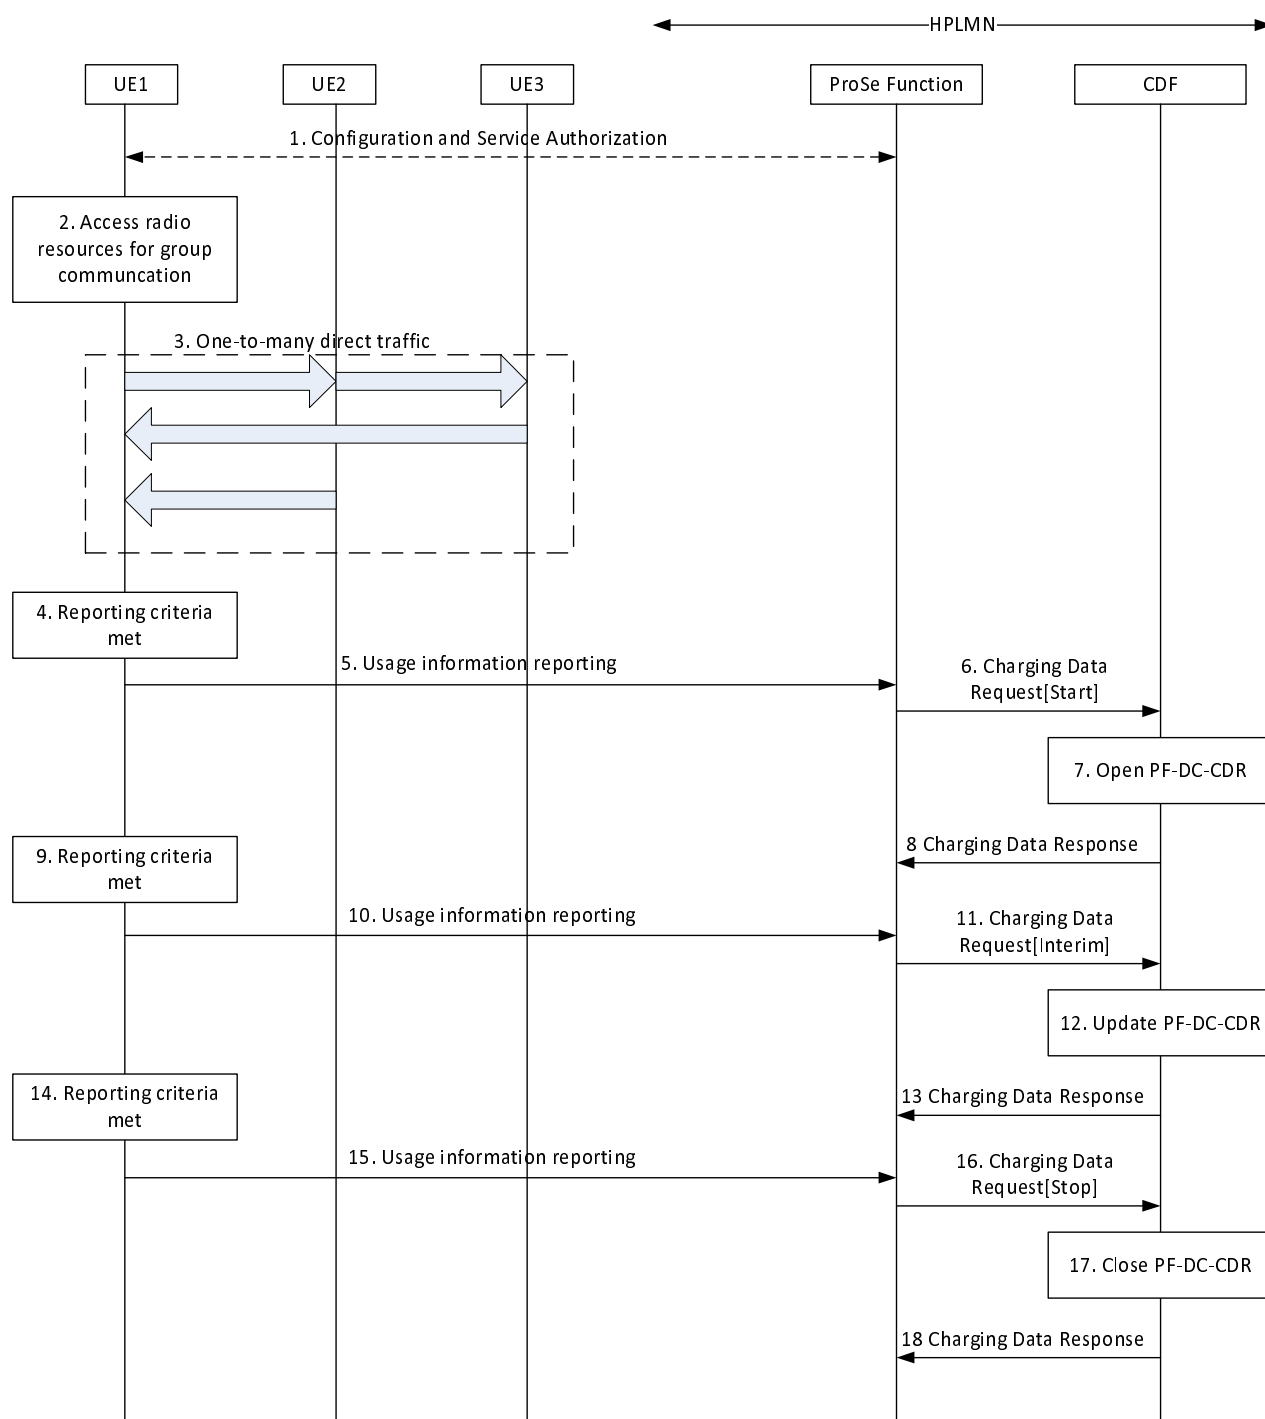 HPLMN
UE1
UE2
UE3
ProSe Function
CDF
1. Configuration and Service Authorization
2. Access radio
resources for group
communcation
3. One-to-many direct traffic
4. Reporting criteria
met
5. Usage information reporting
6. Charging Data
Request[Start]
7. Open PF-DC-CDR
8 Charging Data Response
9. Reporting criteria
met
10. Usage information reporting
11. Charging Data
Request[Interim]
12. Update PF-DC-CDR
13 Charging Data Response
14. Reporting criteria
met
15. Usage information reporting
16. Charging Data
Request[Stop]
17. Close PF-DC-CDR
18 Charging Data Response